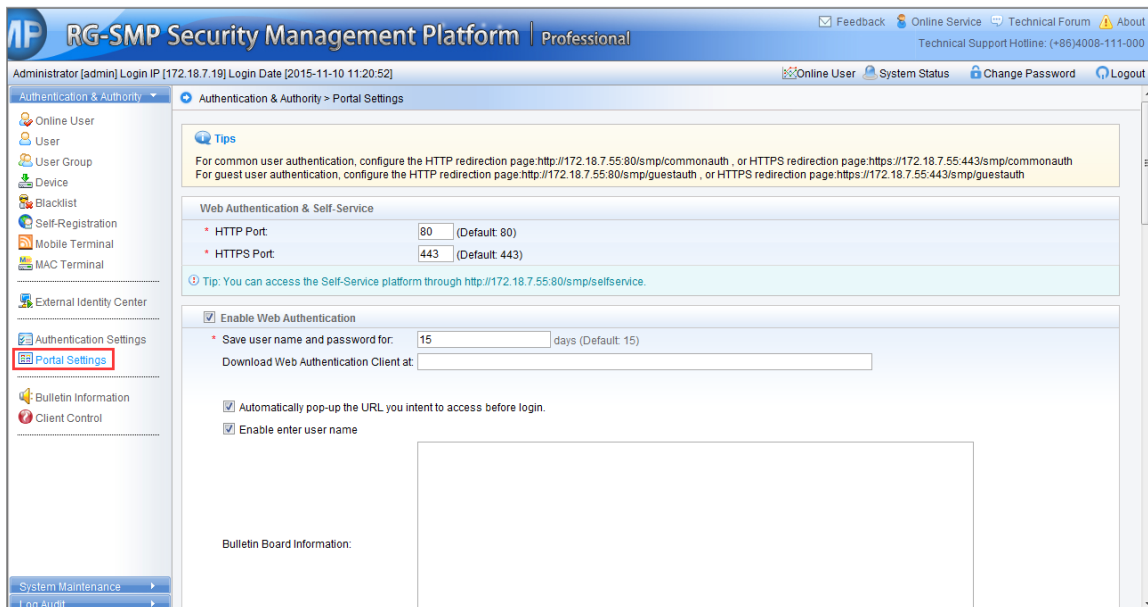 MP RG-SMP Security Management Platform | Professional
Feedback Online Service Technical Forum About
Technical Support Hotline: (+86)4008-111-000
Administrator [admin] Login IP [172.18.7.19] Login Date [2015-11-10 11:20:52]
Online User System Status Change Password Logout
Authentication & Authority
Online User
User
User Group
Device
Blacklist
Self-Registration
Mobile Terminal
MAC Terminal
External Identity Center
Authentication Settings
Portal Settings
Bulletin Information
Client Control
System Maintenance
Log Audit
Authentication & Authority > Portal Settings
Tips
For common user authentication, configure the HTTP redirection page:http://172.18.7.55:80/smp/commonauth , or HTTPS redirection page:https://172.18.7.55:443/smp/commonauth
For guest user authentication, configure the HTTP redirection page:http://172.18.7.55:80/smp/guestauth , or HTTPS redirection page:https://172.18.7.55:443/smp/guestauth
Web Authentication & Self-Service
* HTTP Port: 80 (Default: 80)
* HTTPS Port: 443 (Default: 443)
Tip: You can access the Self-Service platform through http://172.18.7.55:80/smp/selfservice.
Enable Web Authentication
* Save user name and password for: 15 days (Default: 15)
Download Web Authentication Client at:
Automatically pop-up the URL you intent to access before login.
Enable enter user name
Bulletin Board Information: